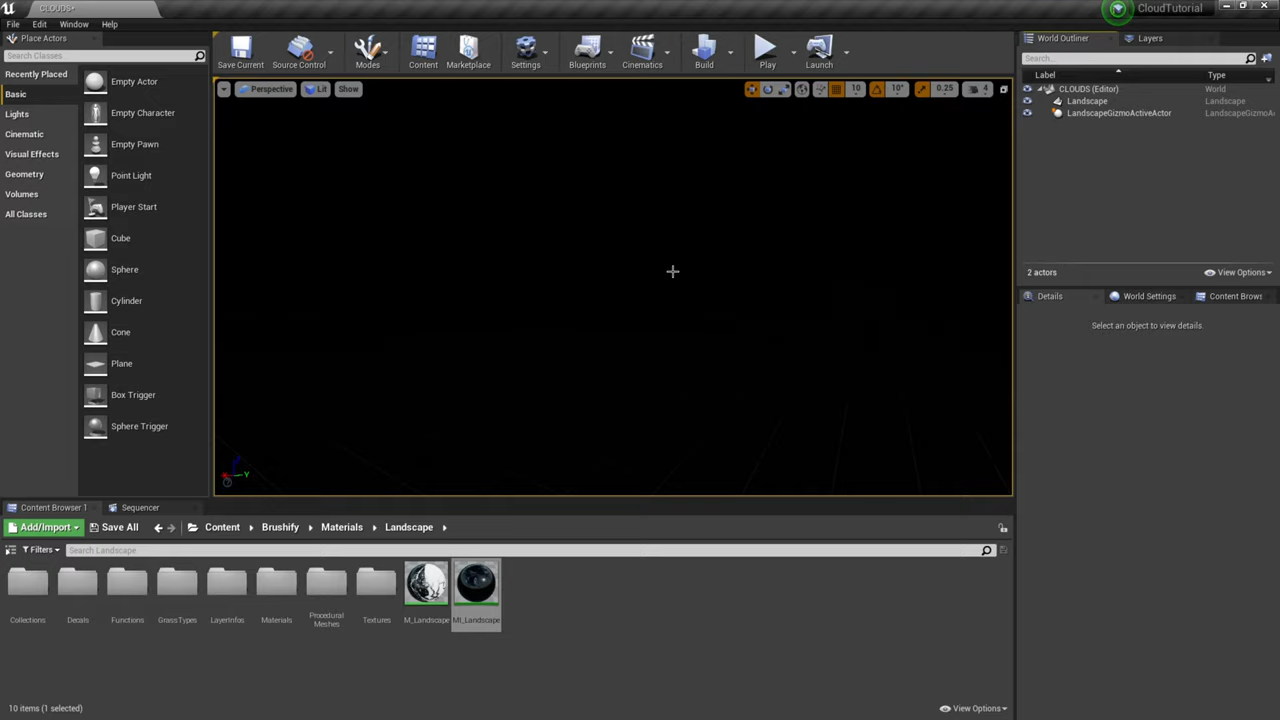 CLOUDS*
CloudTutorial
File Edit Window Help
Place Actors
Search Classes
Recently Placed
Basic
Lights
Cinematic
Visual Effects
Geometry
Volumes
All Classes
Empty Actor
Empty Character
Empty Pawn
Point Light
Player Start
Cube
Sphere
Cylinder
Cone
Plane
Box Trigger
Sphere Trigger
Save Current Source Control Modes Content Marketplace Settings Blueprints Cinematics Build Play Launch
Perspective Lit Show 10 10° 0.25 4
Y
World Outliner Layers
Search...
Label Type
CLOUDS (Editor) World
Landscape Landscape
LandscapeGizmoActiveActor LandscapeGizmoA
2 actors View Options
Details World Settings Content Brows
Select an object to view details.
Content Browser 1 Sequencer
Add/Import Save All Content Brushify Materials Landscape
Filters Search Landscape
Collections Decals Functions GrassTypes LayerInfos Materials Procedural Meshes Textures M_Landscape MI_Landscape
10 items (1 selected) View Options